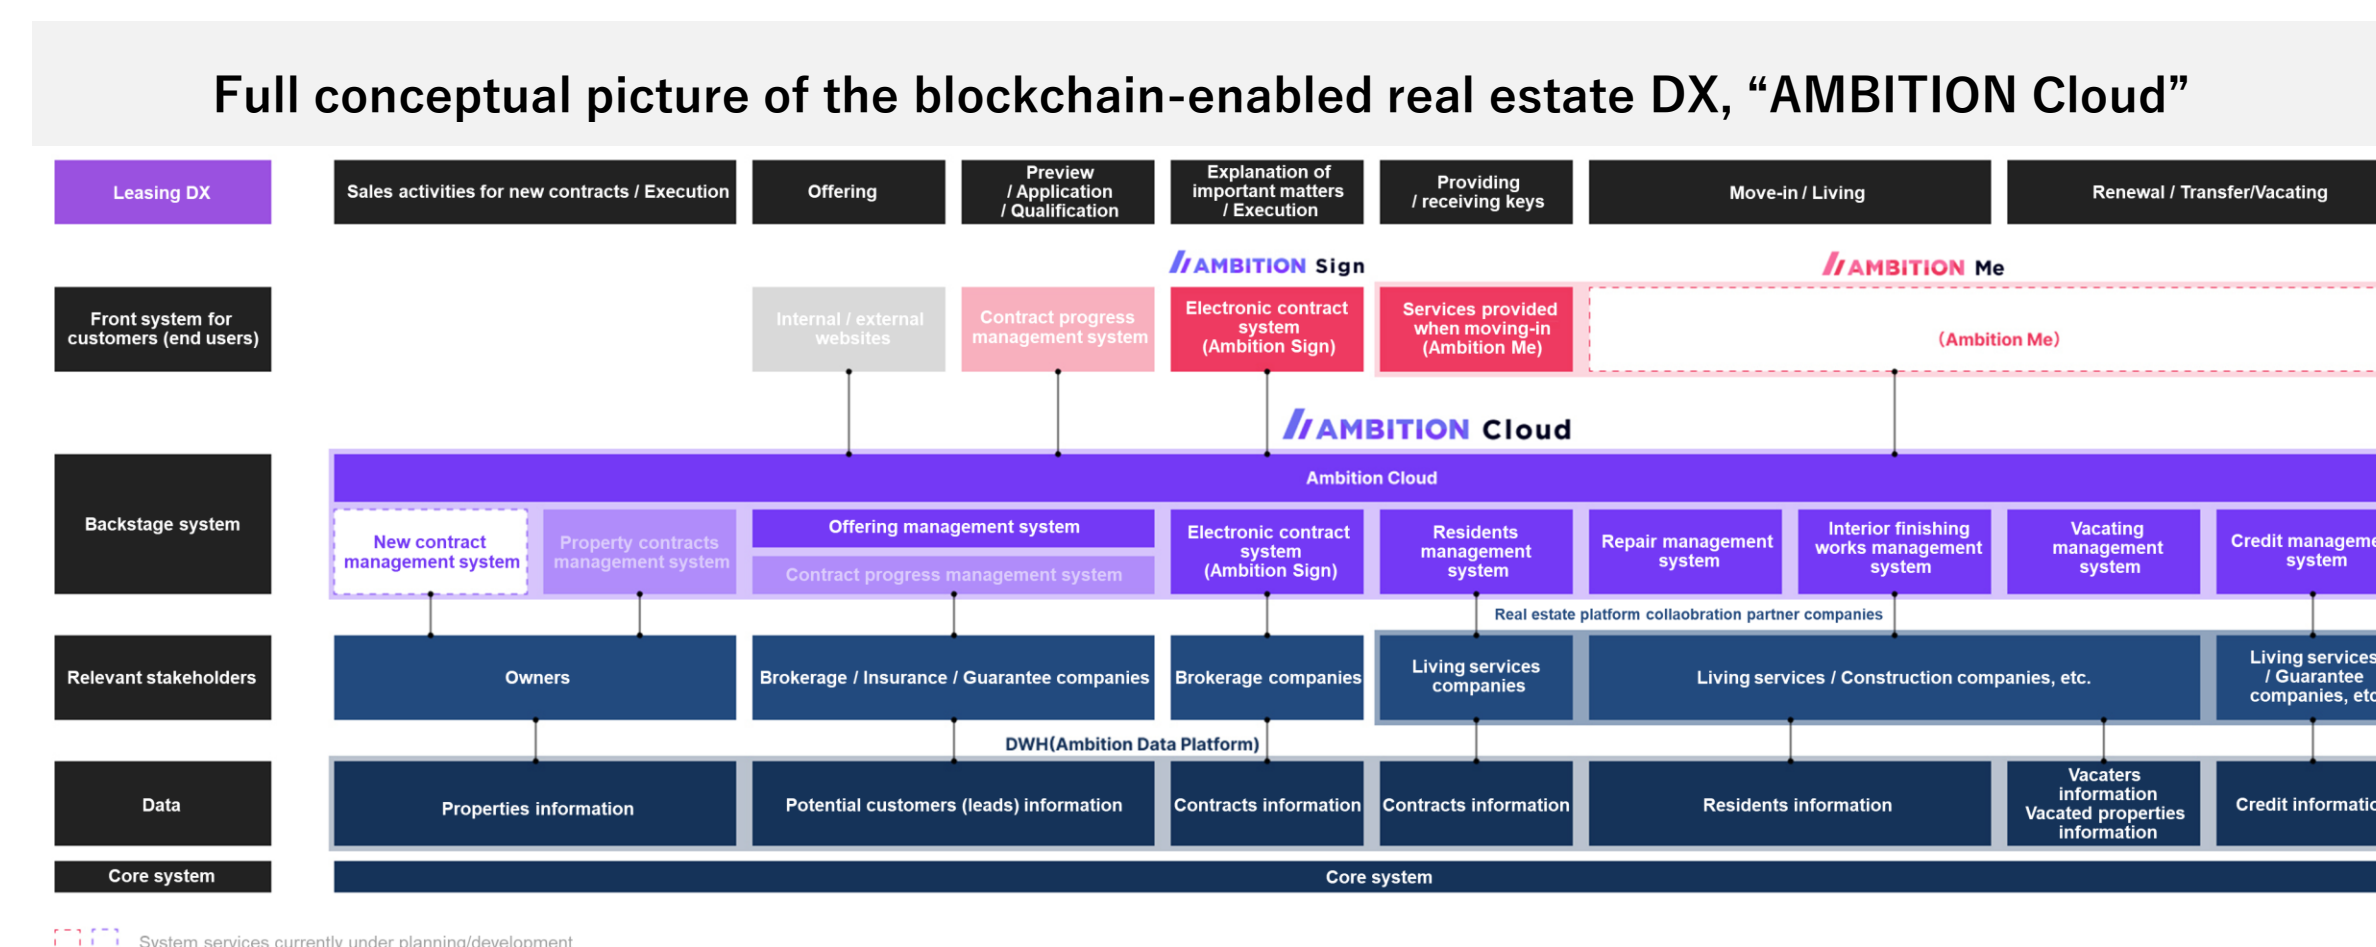 Full conceptual picture of the blockchain-enabled real estate DX, “AMBITION Cloud”
Leasing DX
Sales activities for new contracts / Execution
Offering
Preview
/ Application
/ Qualification
Explanation of
important matters
/ Execution
Providing
/ receiving keys
Move-in / Living
Renewal / Transfer/Vacating
AMBITION Sign
AMBITION Me
Front system for
customers (end users)
Internal / external
websites
Contract progress
management system
Electronic contract
system
(Ambition Sign)
Services provided
when moving-in
(Ambition Me)
(Ambition Me)
AMBITION Cloud
Backstage system
Ambition Cloud
New contract
management system
Property contracts
management system
Offering management system
Contract progress management system
Electronic contract
system
(Ambition Sign)
Residents
management
system
Repair management
system
Interior finishing
works management
system
Vacating
management
system
Credit manageme
system
Real estate platform collaobration partner companies
Relevant stakeholders
Owners
Brokerage / Insurance / Guarantee companies
Brokerage companies
Living services
companies
Living services / Construction companies, etc.
Living services
/ Guarantee
companies, etc
DWH(Ambition Data Platform)
Data
Properties information
Potential customers (leads) information
Contracts information
Contracts information
Residents information
Vacaters
information
Vacated properties
information
Credit informatio
Core system
Core system
System services currently under planning/development